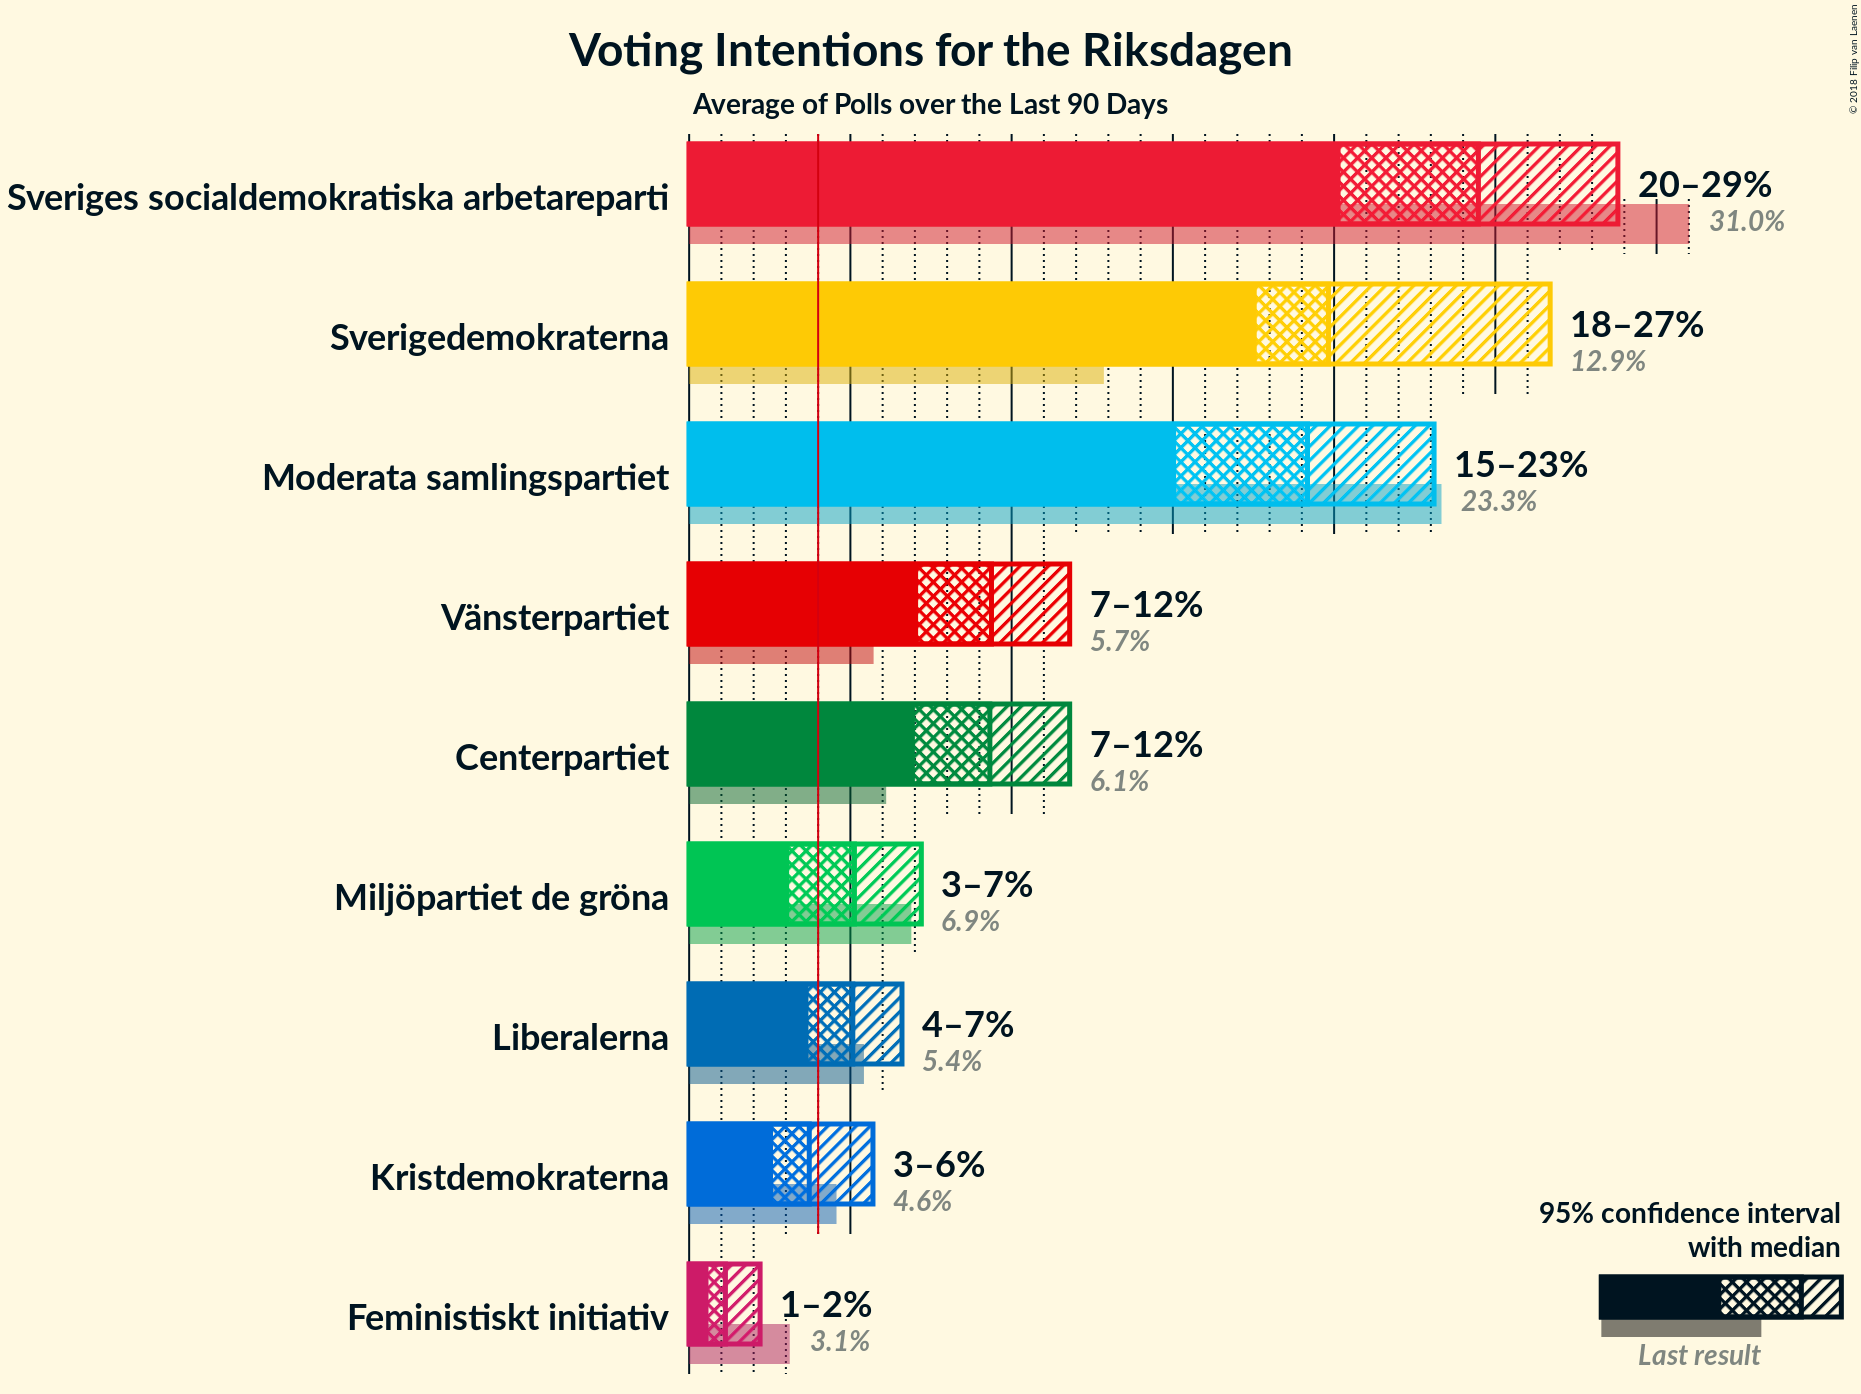 Voting Intentions for the Riksdagen
Average of Polls over the Last 90 Days
© 2018 Filip van Laenen
Sveriges socialdemokratiska arbetareparti
20–29%
31.0%
Sverigedemokraterna
18–27%
12.9%
Moderata samlingspartiet
15–23%
23.3%
Vänsterpartiet
7–12%
5.7%
Centerpartiet
7–12%
6.1%
Miljöpartiet de gröna
3–7%
6.9%
Liberalerna
4–7%
5.4%
Kristdemokraterna
3–6%
4.6%
Feministiskt initiativ
1–2%
3.1%
95% confidence interval
with median
Last result